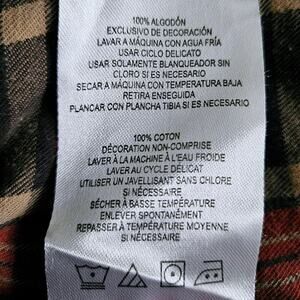 100% ALGODÓN
EXCLUSIVO DE DECORACIÓN
LAVAR A MÁQUINA CON AGUA FRÍA
USAR CICLO DELICATO
USAR SOLAMENTE BLANQUEADOR SIN
CLORO SI ES NECESARIO
SECAR A MÁQUINA CON TEMPERATURA BAJA
RETIRA ENSEGUIDA
PLANCAR CON PLANCHA TIBIA SI ES NECESARIO
100% COTON
DÉCORATION NON-COMPRISE
LAVER À LA MACHINE À L'EAU FROIDE
LAVER AU CYCLE DÉLICAT
UTILISER UN JAVELLISANT SANS CHLORE
SI NÉCESSAIRE
SÉCHER À BASSE TEMPÉRATURE
ENLEVER SPONTANÉMENT
REPASSER À TEMPÉRATURE MOYENNE
SI NÉCESSAIRE